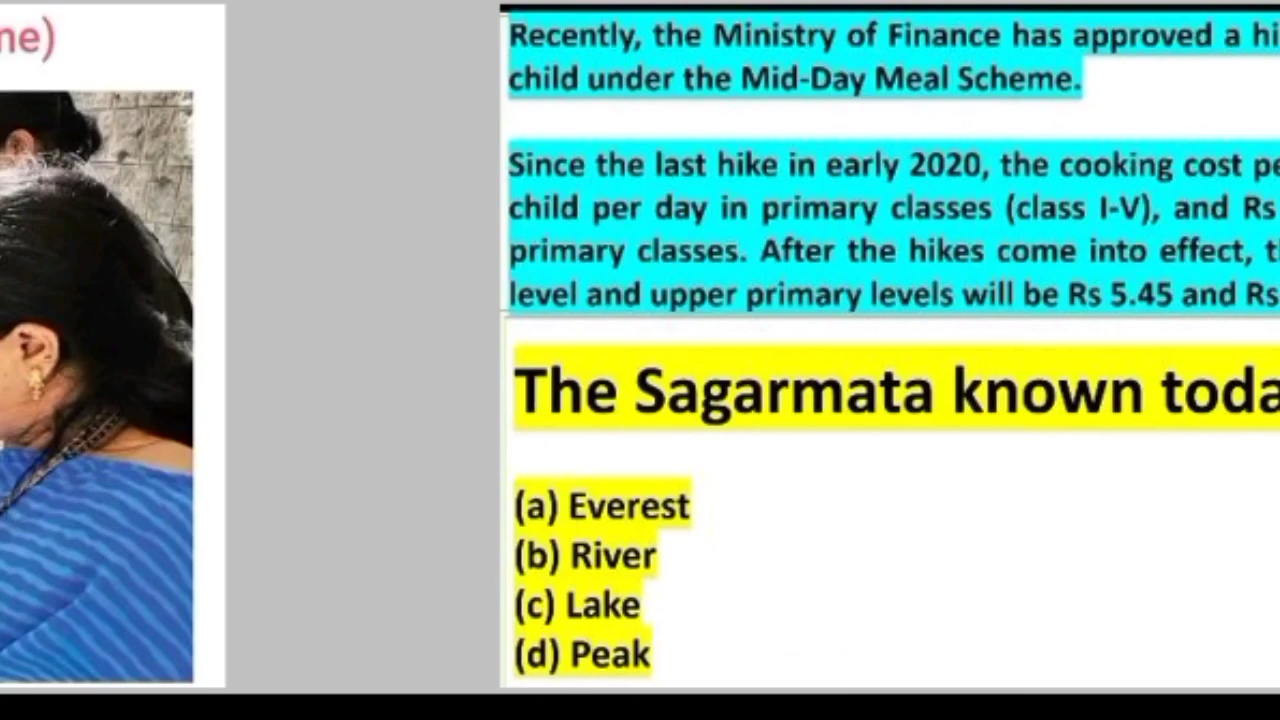 ne)
Recently, the Ministry of Finance has approved a hi
child under the Mid-Day Meal Scheme.
Since the last hike in early 2020, the cooking cost pe
child per day in primary classes (class I-V), and Rs
primary classes. After the hikes come into effect, t
level and upper primary levels will be Rs 5.45 and Rs
The Sagarmata known toda
(a) Everest
(b) River
(c) Lake
(d) Peak